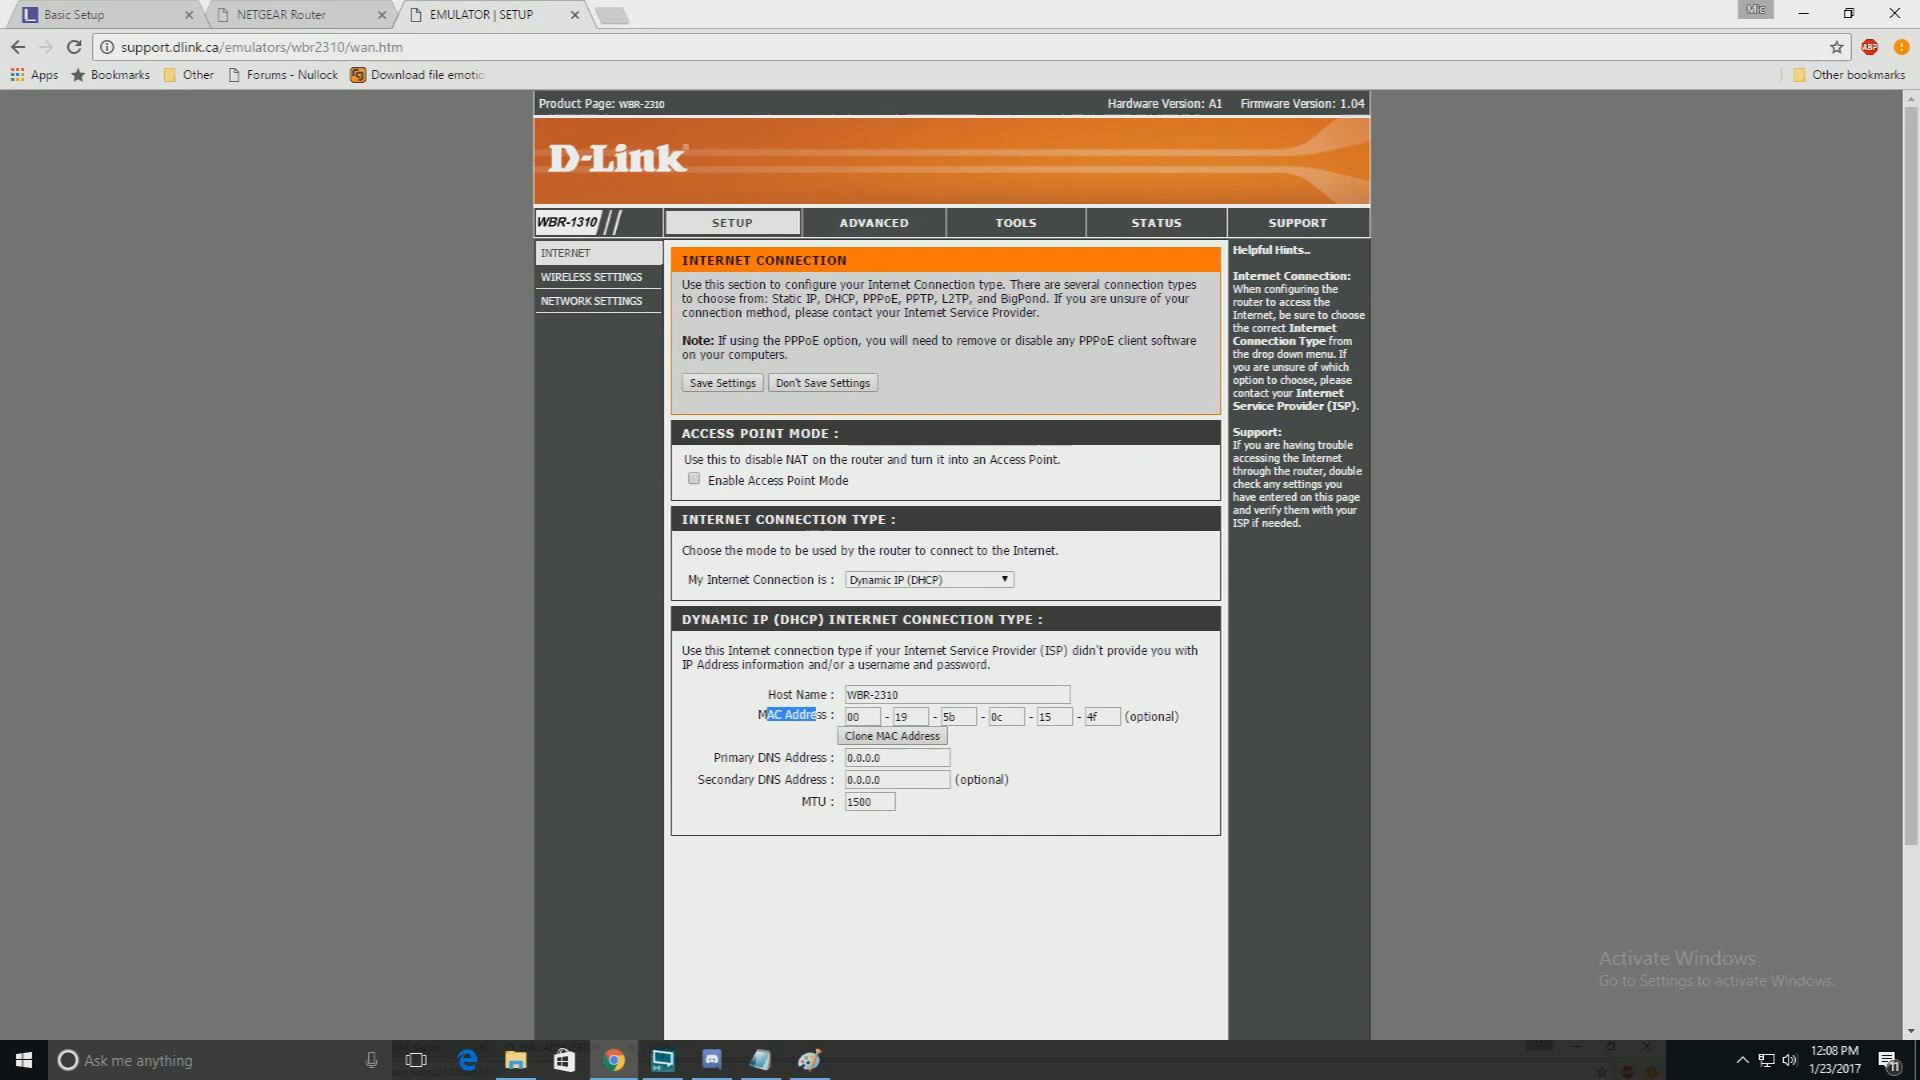 Basic Setup
NETGEAR Router
EMULATOR | SETUP
Mic
support.dlink.ca/emulators/wbr2310/wan.htm
ABP
Apps
Bookmarks
Other
Forums - Nullock
Download file emotic
Other bookmarks
Product Page: WBR-2310
Hardware Version: A1
Firmware Version: 1.04
D-Link
WBR-1310
SETUP
ADVANCED
TOOLS
STATUS
SUPPORT
INTERNET
WIRELESS SETTINGS
NETWORK SETTINGS
INTERNET CONNECTION
Use this section to configure your Internet Connection type. There are several connection types
to choose from: Static IP, DHCP, PPPoE, PPTP, L2TP, and BigPond. If you are unsure of your
connection method, please contact your Internet Service Provider.
Note: If using the PPPoE option, you will need to remove or disable any PPPoE client software
on your computers.
Save Settings
Don't Save Settings
ACCESS POINT MODE :
Use this to disable NAT on the router and turn it into an Access Point.
Enable Access Point Mode
INTERNET CONNECTION TYPE :
Choose the mode to be used by the router to connect to the Internet.
My Internet Connection is : Dynamic IP (DHCP)
DYNAMIC IP (DHCP) INTERNET CONNECTION TYPE :
Use this Internet connection type if your Internet Service Provider (ISP) didn't provide you with
IP Address information and/or a username and password.
Host Name : WBR-2310
MAC Address : 00 - 19 - 5b - 0c - 15 - 4f (optional)
Clone MAC Address
Primary DNS Address : 0.0.0.0
Secondary DNS Address : 0.0.0.0 (optional)
MTU : 1500
Helpful Hints..
Internet Connection:
When configuring the
router to access the
Internet, be sure to choose
the correct Internet
Connection Type from
the drop down menu. If
you are unsure of which
option to choose, please
contact your Internet
Service Provider (ISP).
Support:
If you are having trouble
accessing the Internet
through the router, double
check any settings you
have entered on this page
and verify them with your
ISP if needed.
Activate Windows
Go to Settings to activate Windows.
Ask me anything
12:08 PM
1/23/2017
11